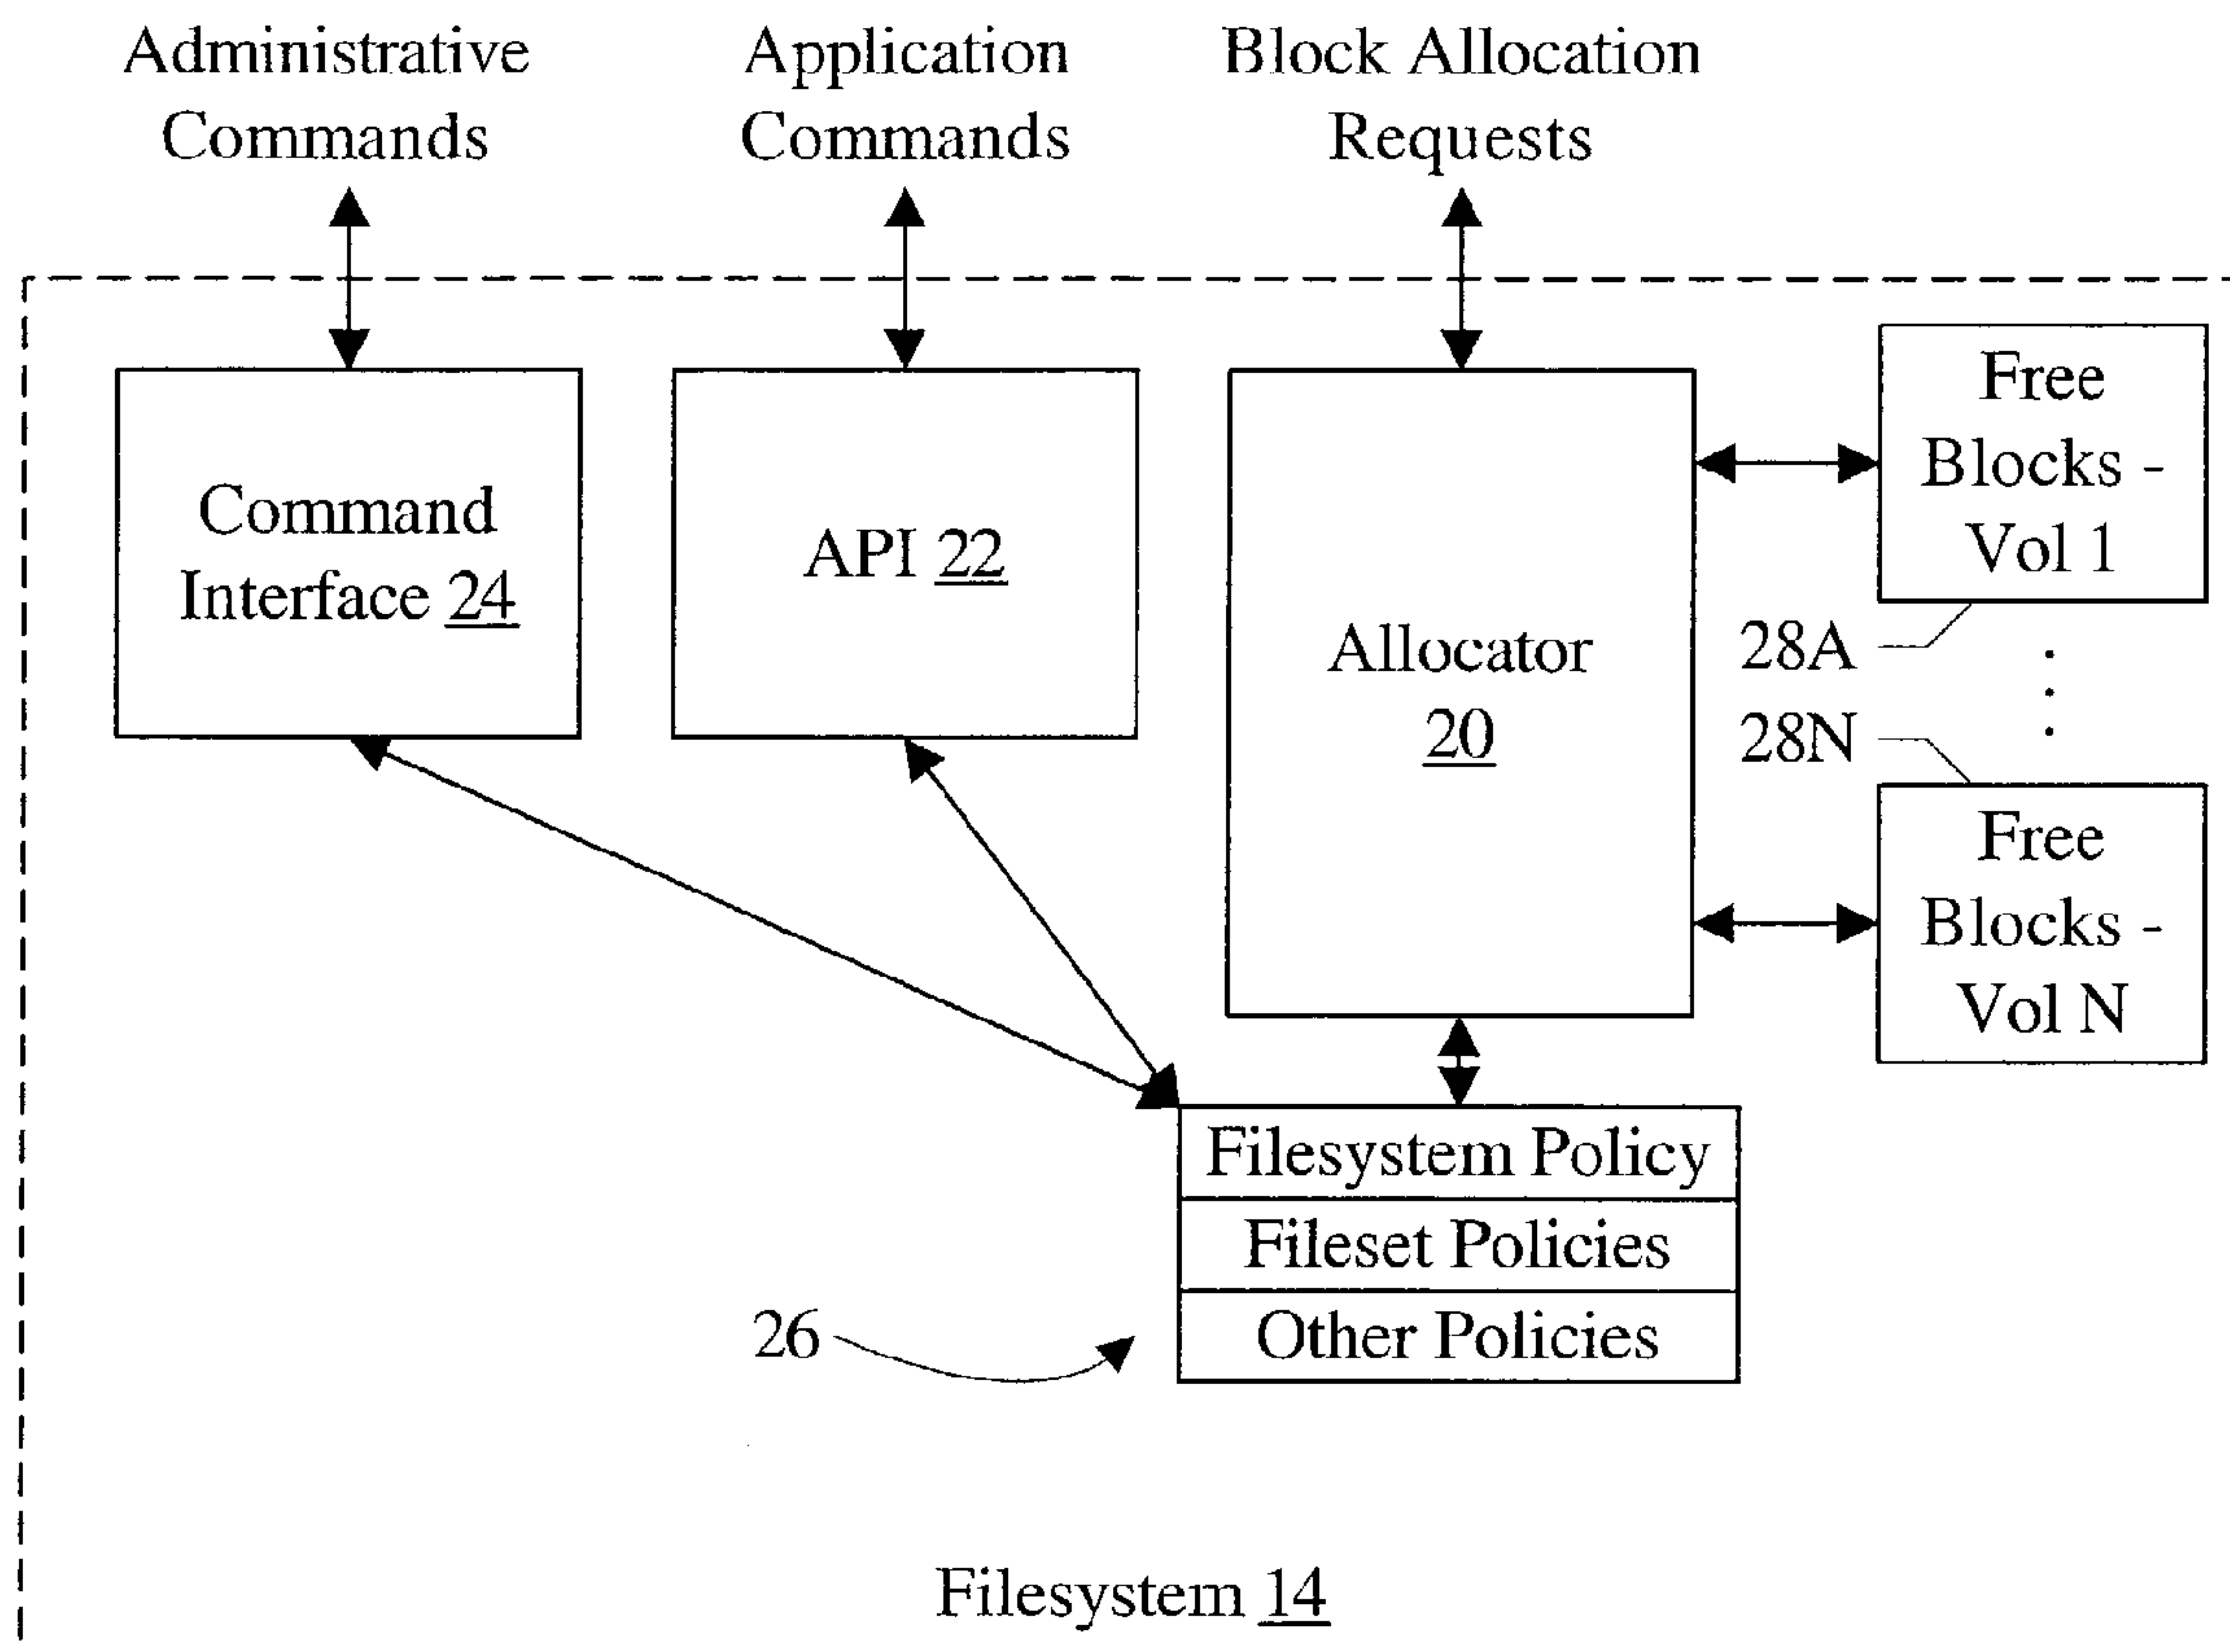 Administrative
Commands
Application
Commands
Block Allocation
Requests
Command
Interface 24
API 22
Allocator
20
Free
Blocks -
Vol 1
28A
28N
Free
Blocks -
Vol N
Filesystem Policy
Fileset Policies
Other Policies
26
Filesystem 14